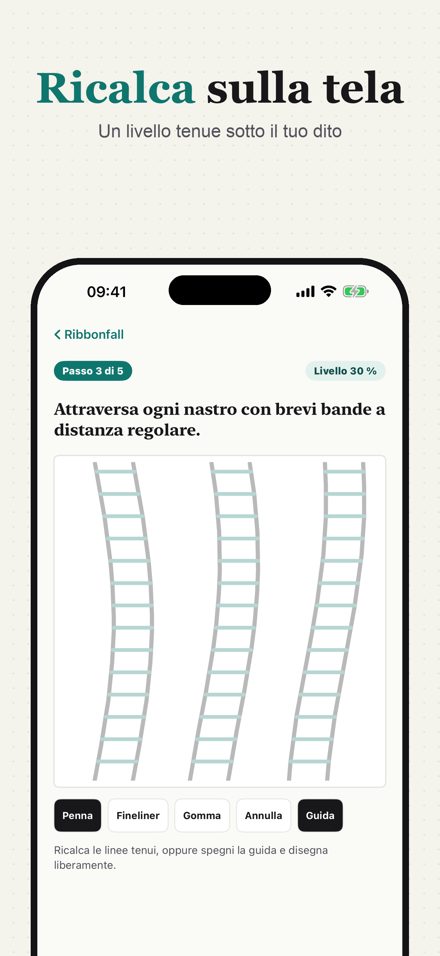 Ricalca sulla tela
Un livello tenue sotto il tuo dito
09:41
Ribbonfall
Passo 3 di 5
Livello 30 %
Attraversa ogni nastro con brevi bande a
distanza regolare.
Penna
Fineliner
Gomma
Annulla
Guida
Ricalca le linee tenui, oppure spegni la guida e disegna
liberamente.